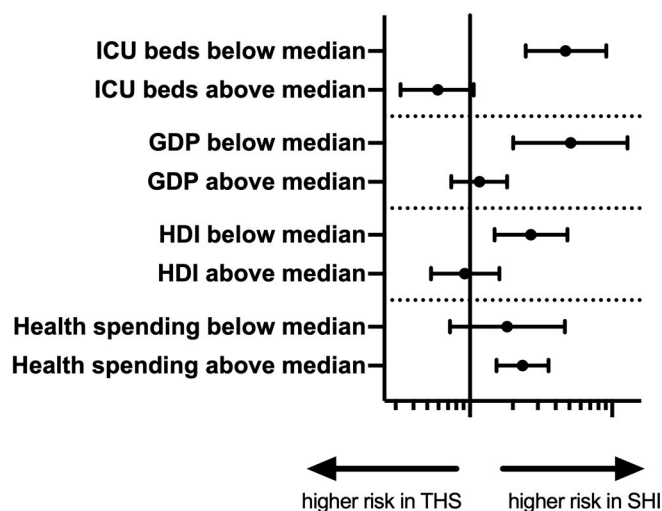 ICU beds below median
ICU beds above median
GDP below median
GDP above median
HDI below median
HDI above median
Health spending below median
Health spending above median
higher risk in THS
higher risk in SHI